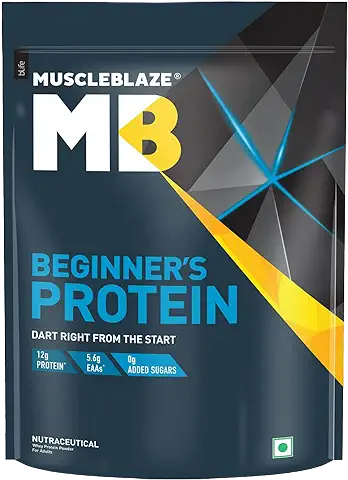 bLife
MUSCLEBLAZE®
MB
BEGINNER'S
PROTEIN
DART RIGHT FROM THE START
12g
PROTEIN*
5.6g
EAAs*
0g
ADDED SUGARS
NUTRACEUTICAL
Whey Protein Powder
For Adults